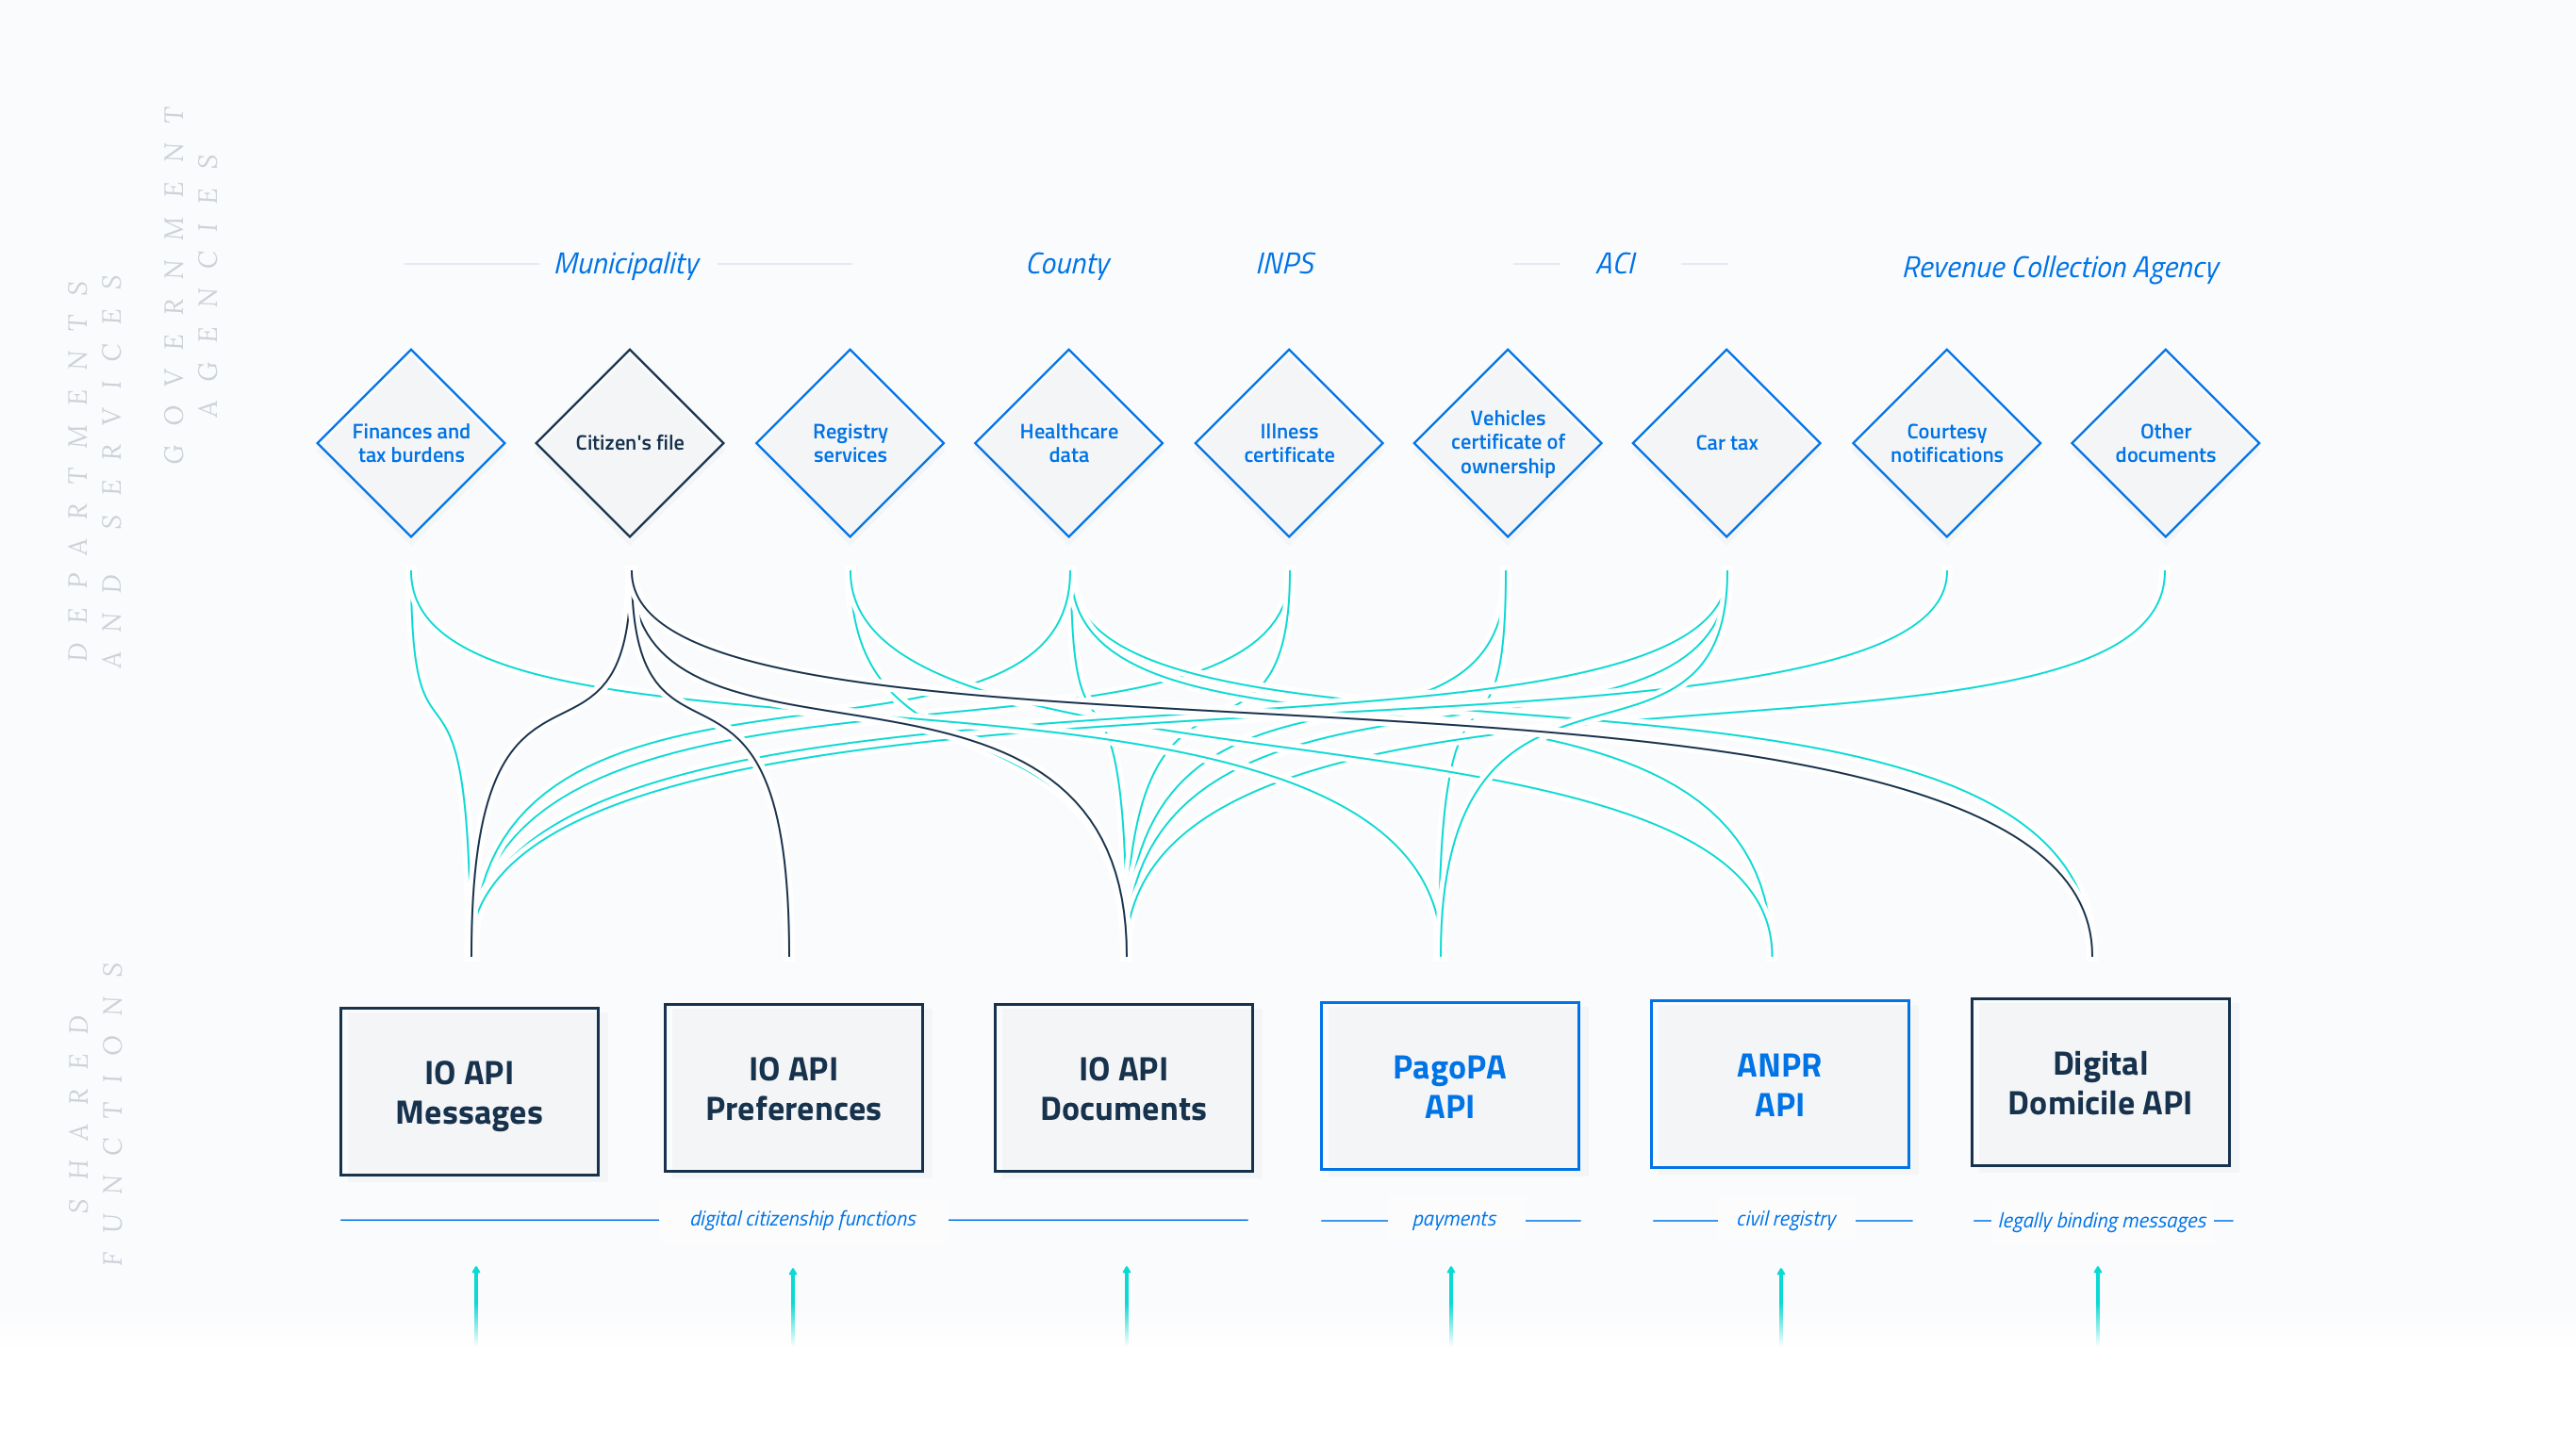 GOVERNMENT
AGENCIES
DEPARTMENTS
AND SERVICES
Municipality
County
INPS
ACI
Revenue Collection Agency
Finances and
tax burdens
Citizen's file
Registry
services
Healthcare
data
Illness
certificate
Vehicles
certificate of
ownership
Car tax
Courtesy
notifications
Other
documents
SHARED
FUNCTIONS
IO API
Messages
IO API
Preferences
IO API
Documents
PagoPA
API
ANPR
API
Digital
Domicile API
digital citizenship functions
payments
civil registry
legally binding messages